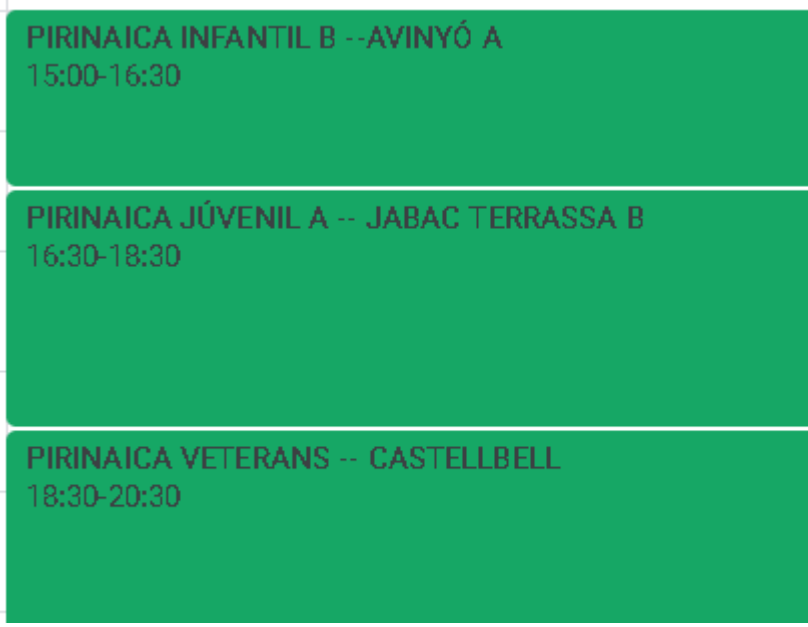 PIRINAICA INFANTIL B --AVINYÓ A
15:00-16:30
PIRINAICA JÚVENIL A -- JABAC TERRASSA B
16:30-18:30
PIRINAICA VETERANS -- CASTELLBELL
18:30-20:30